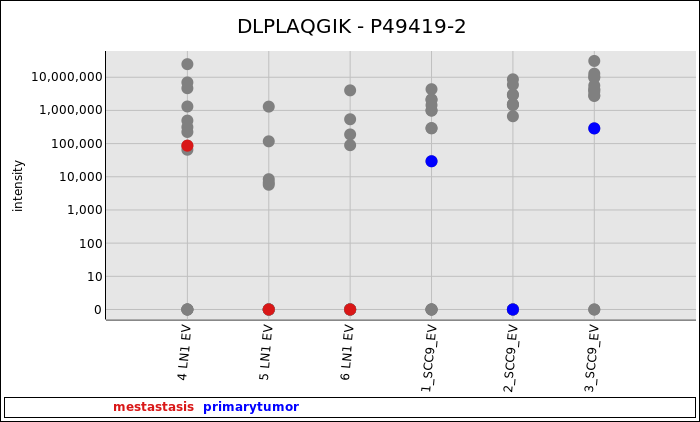 DLPLAQGIK - P49419-2
intensity
10,000,000
1,000,000
100,000
10,000
1,000
100
10
0
4 LN1 EV
5 LN1 EV
6 LN1 EV
1_SCC9_EV
2_SCC9_EV
3_SCC9_EV
mestastasis primarytumor